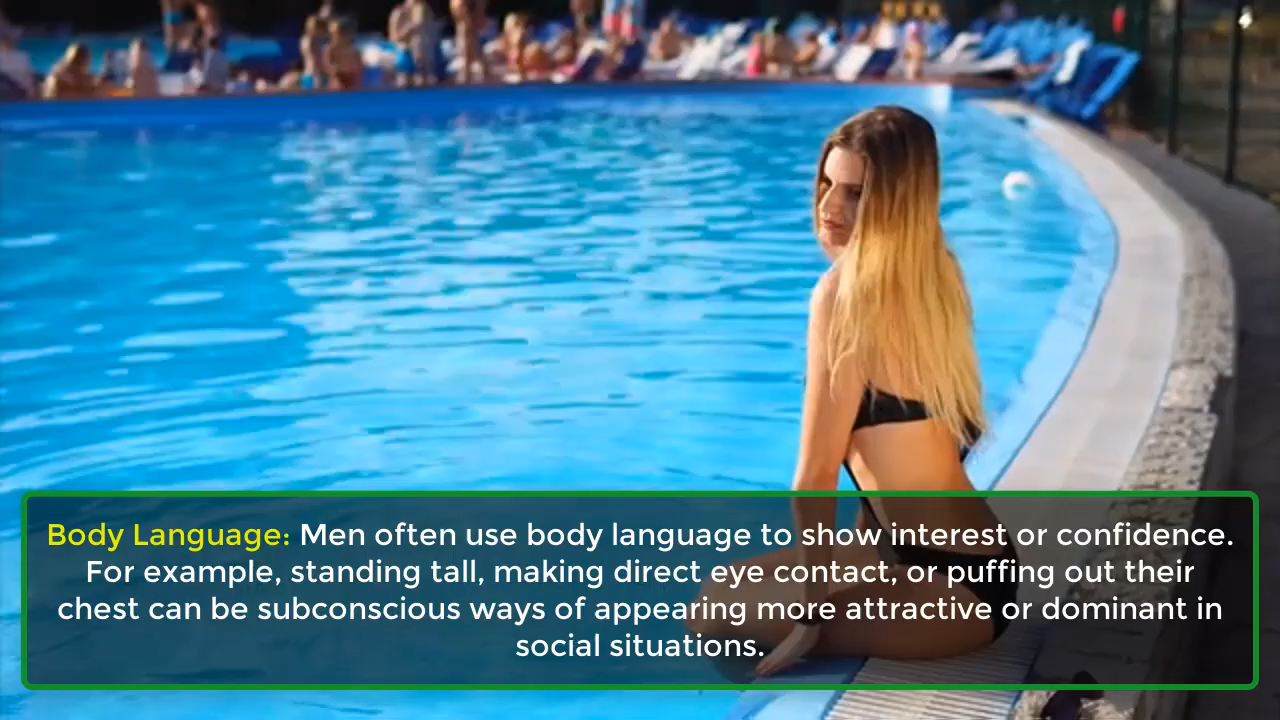 Body Language: Men often use body language to show interest or confidence.
For example, standing tall, making direct eye contact, or puffing out their
chest can be subconscious ways of appearing more attractive or dominant in
social situations.